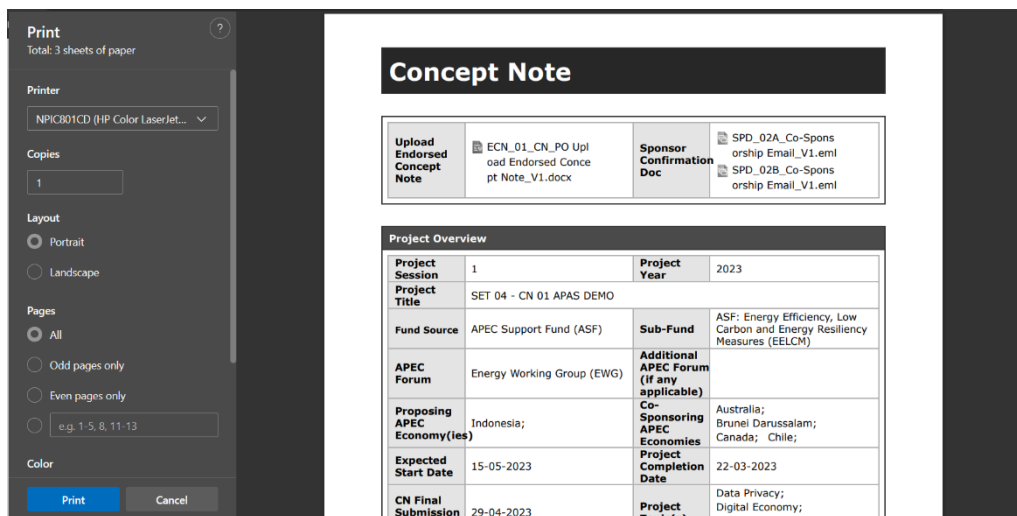 Print
?
Total: 3 sheets of paper
Printer
NPIC801CD (HP Color LaserJet...
Copies
1
Layout
Portrait
Landscape
Pages
All
Odd pages only
Even pages only
e.g. 1-5, 8, 11-13
Color
Print
Cancel
Concept Note
Upload
Endorsed
Concept
Note
ECN_01_CN_PO Upl
oad Endorsed Conce
pt Note_V1.docx
Sponsor
Confirmation
Doc
SPD_02A_Co-Spons
orship Email_V1.eml
SPD_02B_Co-Spons
orship Email_V1.eml
Project Overview
Project
Session
1
Project
Year
2023
Project
Title
SET 04 - CN 01 APAS DEMO
Fund Source
APEC Support Fund (ASF)
Sub-Fund
ASF: Energy Efficiency, Low
Carbon and Energy Resiliency
Measures (EELCM)
APEC
Forum
Energy Working Group (EWG)
Additional
APEC Forum
(if any
applicable)
Proposing
APEC
Economy(ies)
Indonesia;
Co-
Sponsoring
APEC
Economies
Australia;
Brunei Darussalam;
Canada; Chile;
Expected
Start Date
15-05-2023
Project
Completion
Date
22-03-2023
CN Final
Submission
29-04-2023
Project
Data Privacy;
Digital Economy;